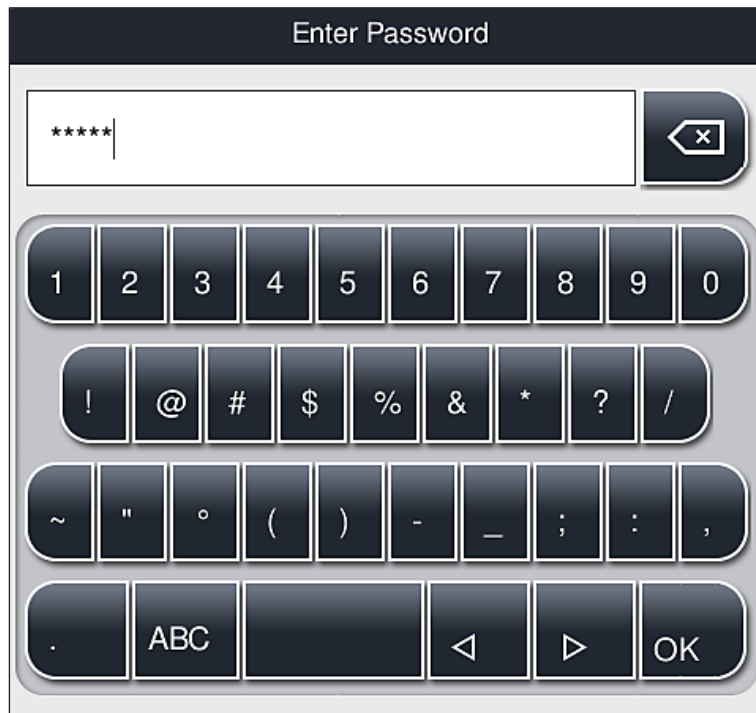 Enter Password
*****
1 2 3 4 5 6 7 8 9 0
! @ # $ % & * ? /
~ " ° ( ) - _ ; : ,
. ABC ◁ ▷ OK